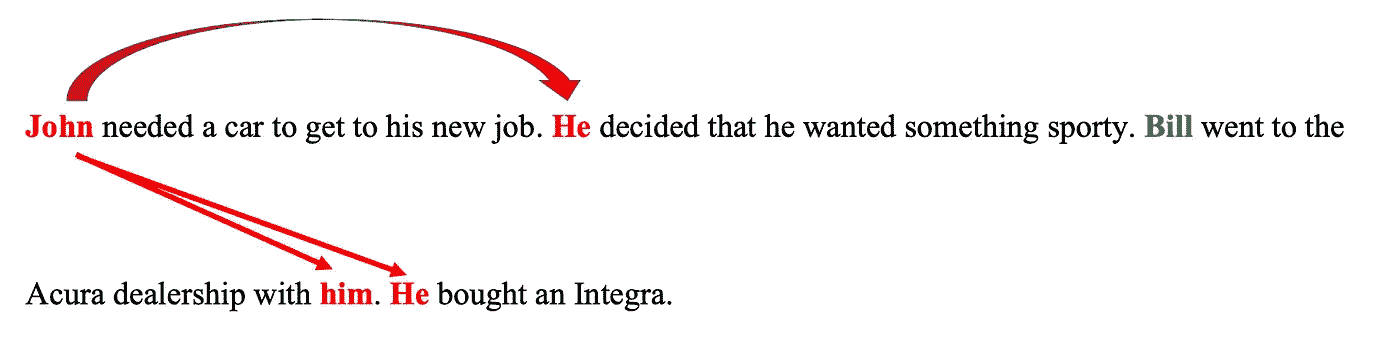 John needed a car to get to his new job. He decided that he wanted something sporty. Bill went to the
Acura dealership with him. He bought an Integra.